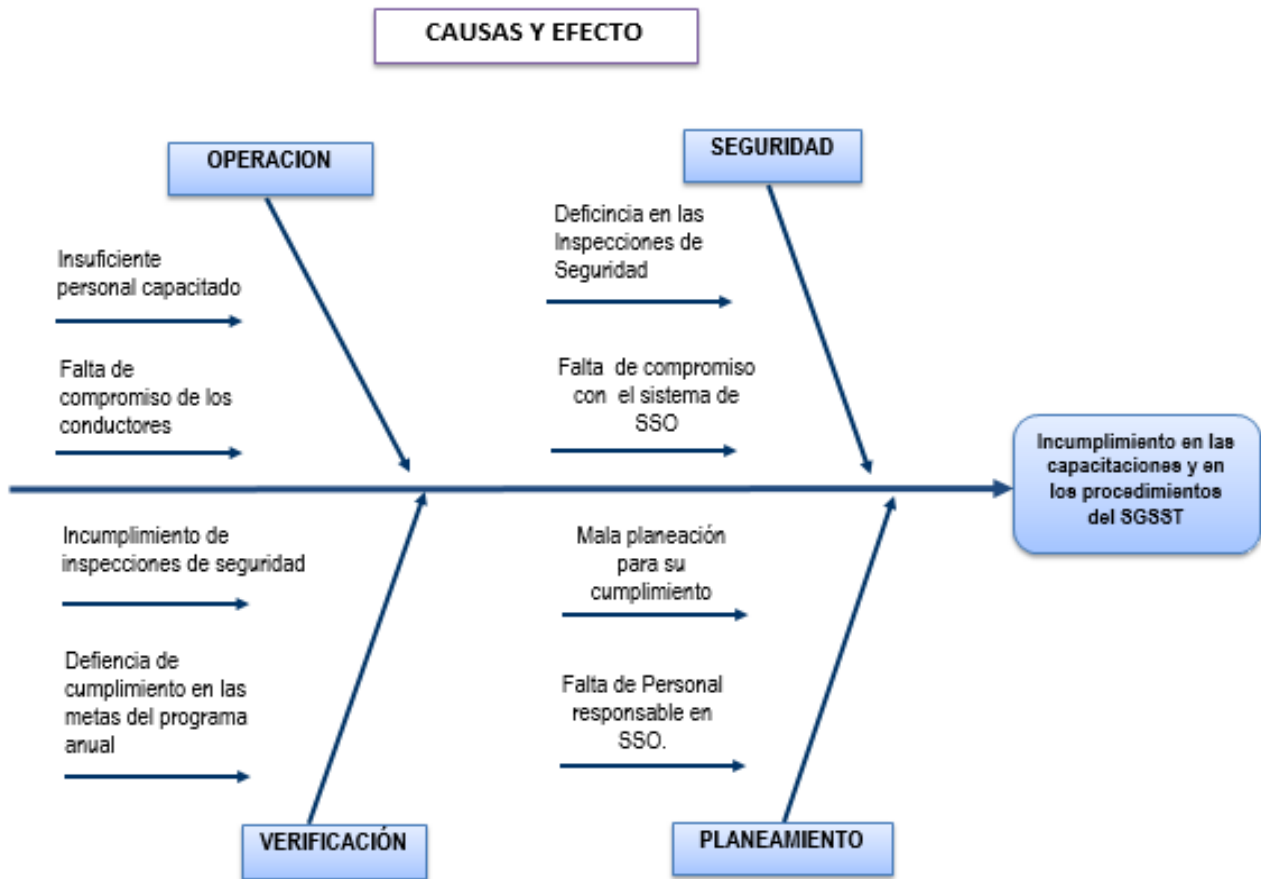 CAUSAS Y EFECTO
OPERACION
SEGURIDAD
Insuficiente
personal capacitado
Falta de
compromiso de los
conductores
Deficincia en las
Inspecciones de
Seguridad
Falta de compromiso
con el sistema de
SSO
Incumplimiento en las
capacitaciones y en
los procedimientos
del SGSST
Incumplimiento de
inspecciones de seguridad
Defiencia de
cumplimiento en las
metas del programa
anual
Mala planeación
para su
cumplimiento
Falta de Personal
responsable en
SSO.
VERIFICACIÓN
PLANEAMIENTO